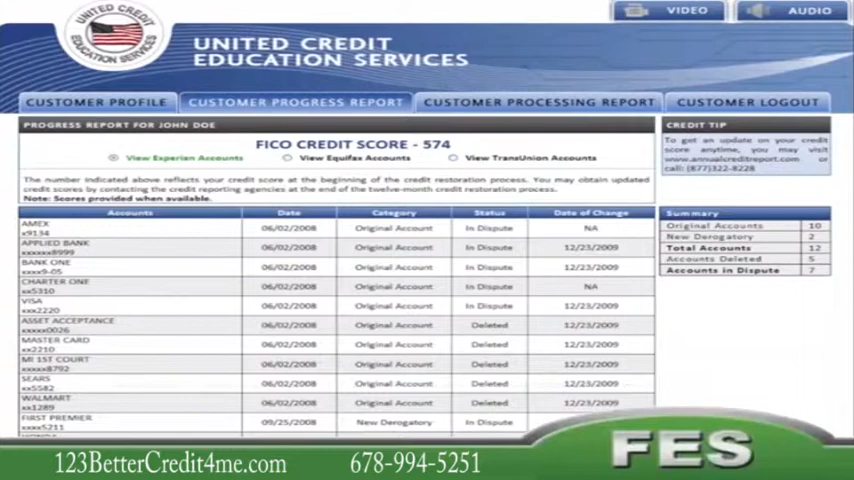 UNITED CREDIT
EDUCATION SERVICES
VIDEO
AUDIO
UNITED CREDIT
EDUCATION SERVICES
CUSTOMER PROFILE
CUSTOMER PROGRESS REPORT
CUSTOMER PROCESSING REPORT
CUSTOMER LOGOUT
PROGRESS REPORT FOR JOHN DOE
FICO CREDIT SCORE - 574
View Experian Accounts View Equifax Accounts View TransUnion Accounts
The number indicated above reflects your credit score at the beginning of the credit restoration process. You may obtain updated
credit scores by contacting the credit reporting agencies at the end of the twelve-month credit restoration process.
Note: Scores provided when available.
CREDIT TIP
To get an update on your credit
score anytime, you may visit
www.annualcreditreport.com or
call: (877)322-8228
Accounts Date Category Status Date of Change
AMEX
x9134 06/02/2008 Original Account In Dispute NA
APPLIED BANK
xxxxxx8999 06/02/2008 Original Account In Dispute 12/23/2009
BANK ONE
xxxx9-05 06/02/2008 Original Account In Dispute 12/23/2009
CHARTER ONE
xx5310 06/02/2008 Original Account In Dispute NA
VISA
xxx2220 06/02/2008 Original Account In Dispute 12/23/2009
ASSET ACCEPTANCE
xxxxx0026 06/02/2008 Original Account Deleted 12/23/2009
MASTER CARD
xx2210 06/02/2008 Original Account Deleted 12/23/2009
MI 1ST COURT
xxxxx8792 06/02/2008 Original Account Deleted 12/23/2009
SEARS
xx5582 06/02/2008 Original Account Deleted 12/23/2009
WALMART
xx1289 06/02/2008 Original Account Deleted 12/23/2009
FIRST PREMIER
xxxx5211 09/25/2008 New Derogatory In Dispute
Summary
Original Accounts 10
New Derogatory 2
Total Accounts 12
Accounts Deleted 5
Accounts in Dispute 7
123BetterCredit4me.com
678-994-5251
FES